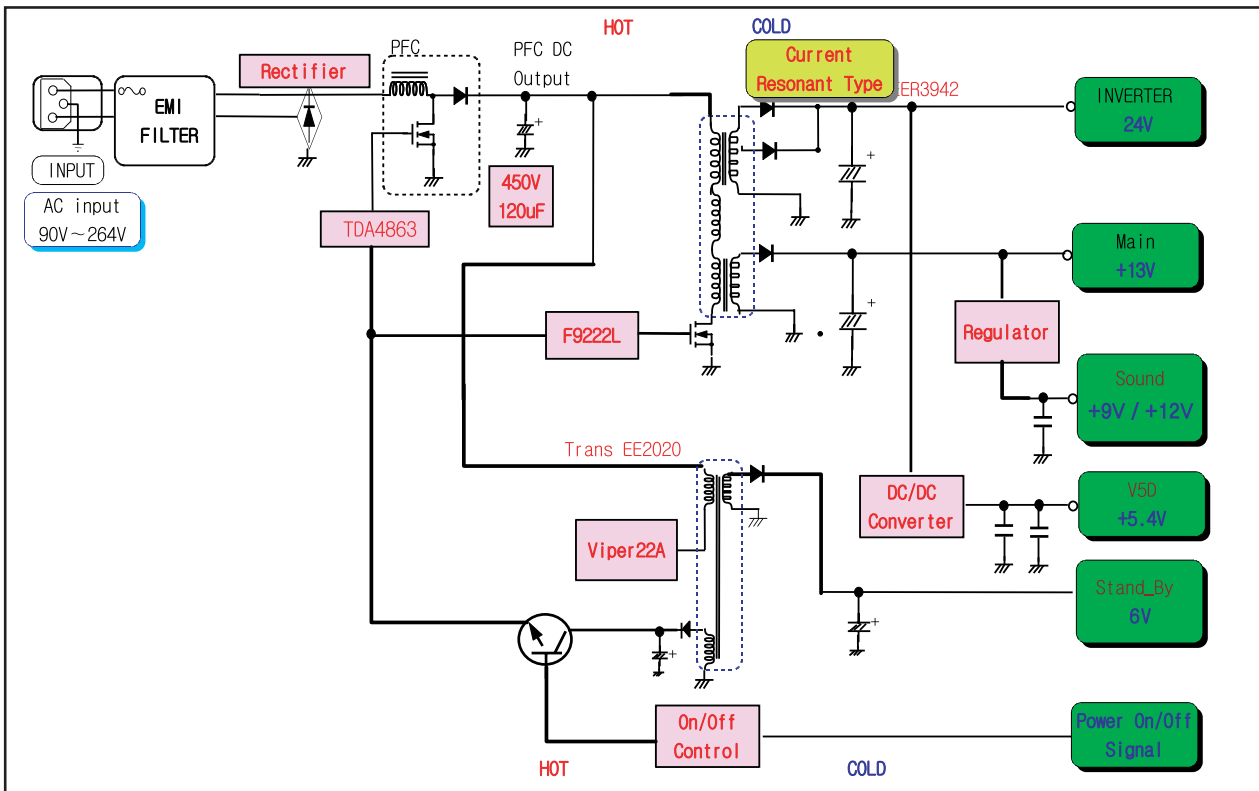 HOT
COLD
PFC
PFC DC
Output
Current
Resonant Type
EER3942
Rectifier
EMI
FILTER
INPUT
AC input
90V~264V
450V
120uF
INVERTER
24V
TDA4863
Main
+13V
F9222L
Regulator
Sound
+9V / +12V
Trans EE2020
DC/DC
Converter
V5D
+5.4V
Viper22A
Stand_By
6V
On/Off
Control
Power On/Off
Signal
HOT
COLD